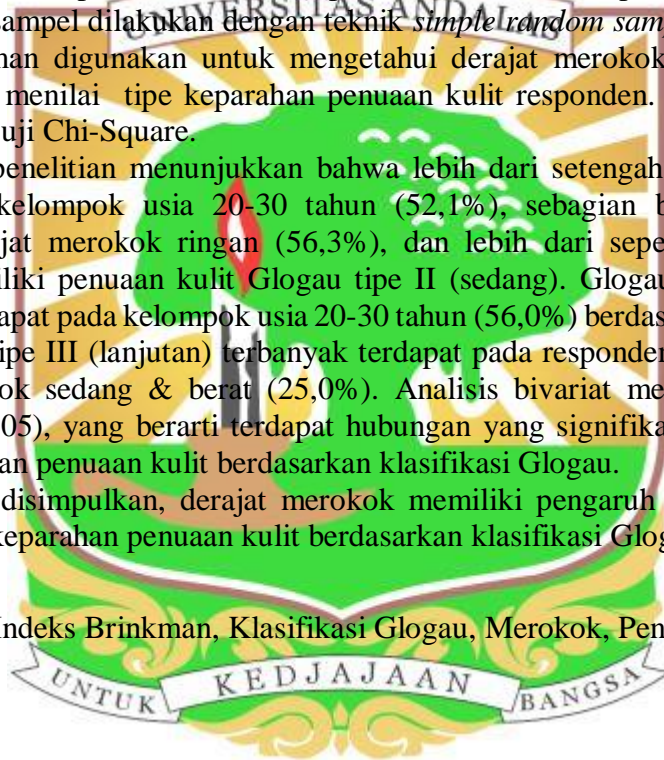 UNIVERSITAS ANDALAS
sampel dilakukan dengan teknik simple random sam
man digunakan untuk mengetahui derajat merokok
menilai tipe keparahan penuaan kulit responden.
uji Chi-Square.
penelitian menunjukkan bahwa lebih dari setengah
kelompok usia 20-30 tahun (52,1%), sebagian b
jat merokok ringan (56,3%), dan lebih dari sepe
iliki penuaan kulit Glogau tipe II (sedang). Glogau
apat pada kelompok usia 20-30 tahun (56,0%) berdas
ipe III (lanjutan) terbanyak terdapat pada responden
ok sedang & berat (25,0%). Analisis bivariat me
05), yang berarti terdapat hubungan yang signifika
an penuaan kulit berdasarkan klasifikasi Glogau.
disimpulkan, derajat merokok memiliki pengaruh
keparahan penuaan kulit berdasarkan klasifikasi Glog
Indeks Brinkman, Klasifikasi Glogau, Merokok, Pen
UNTUK KEDJAJAAN BANGSA